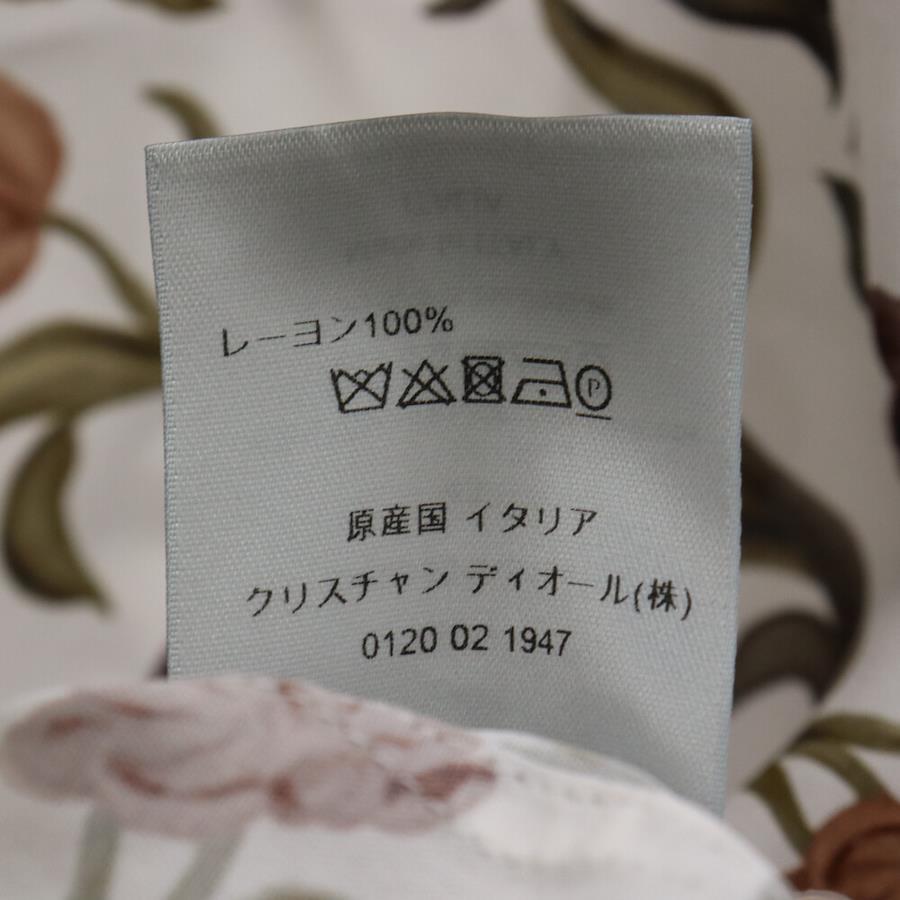 レーヨン100%
P
原産国 イタリア
クリスチャン ディオール(株)
0120 02 1947